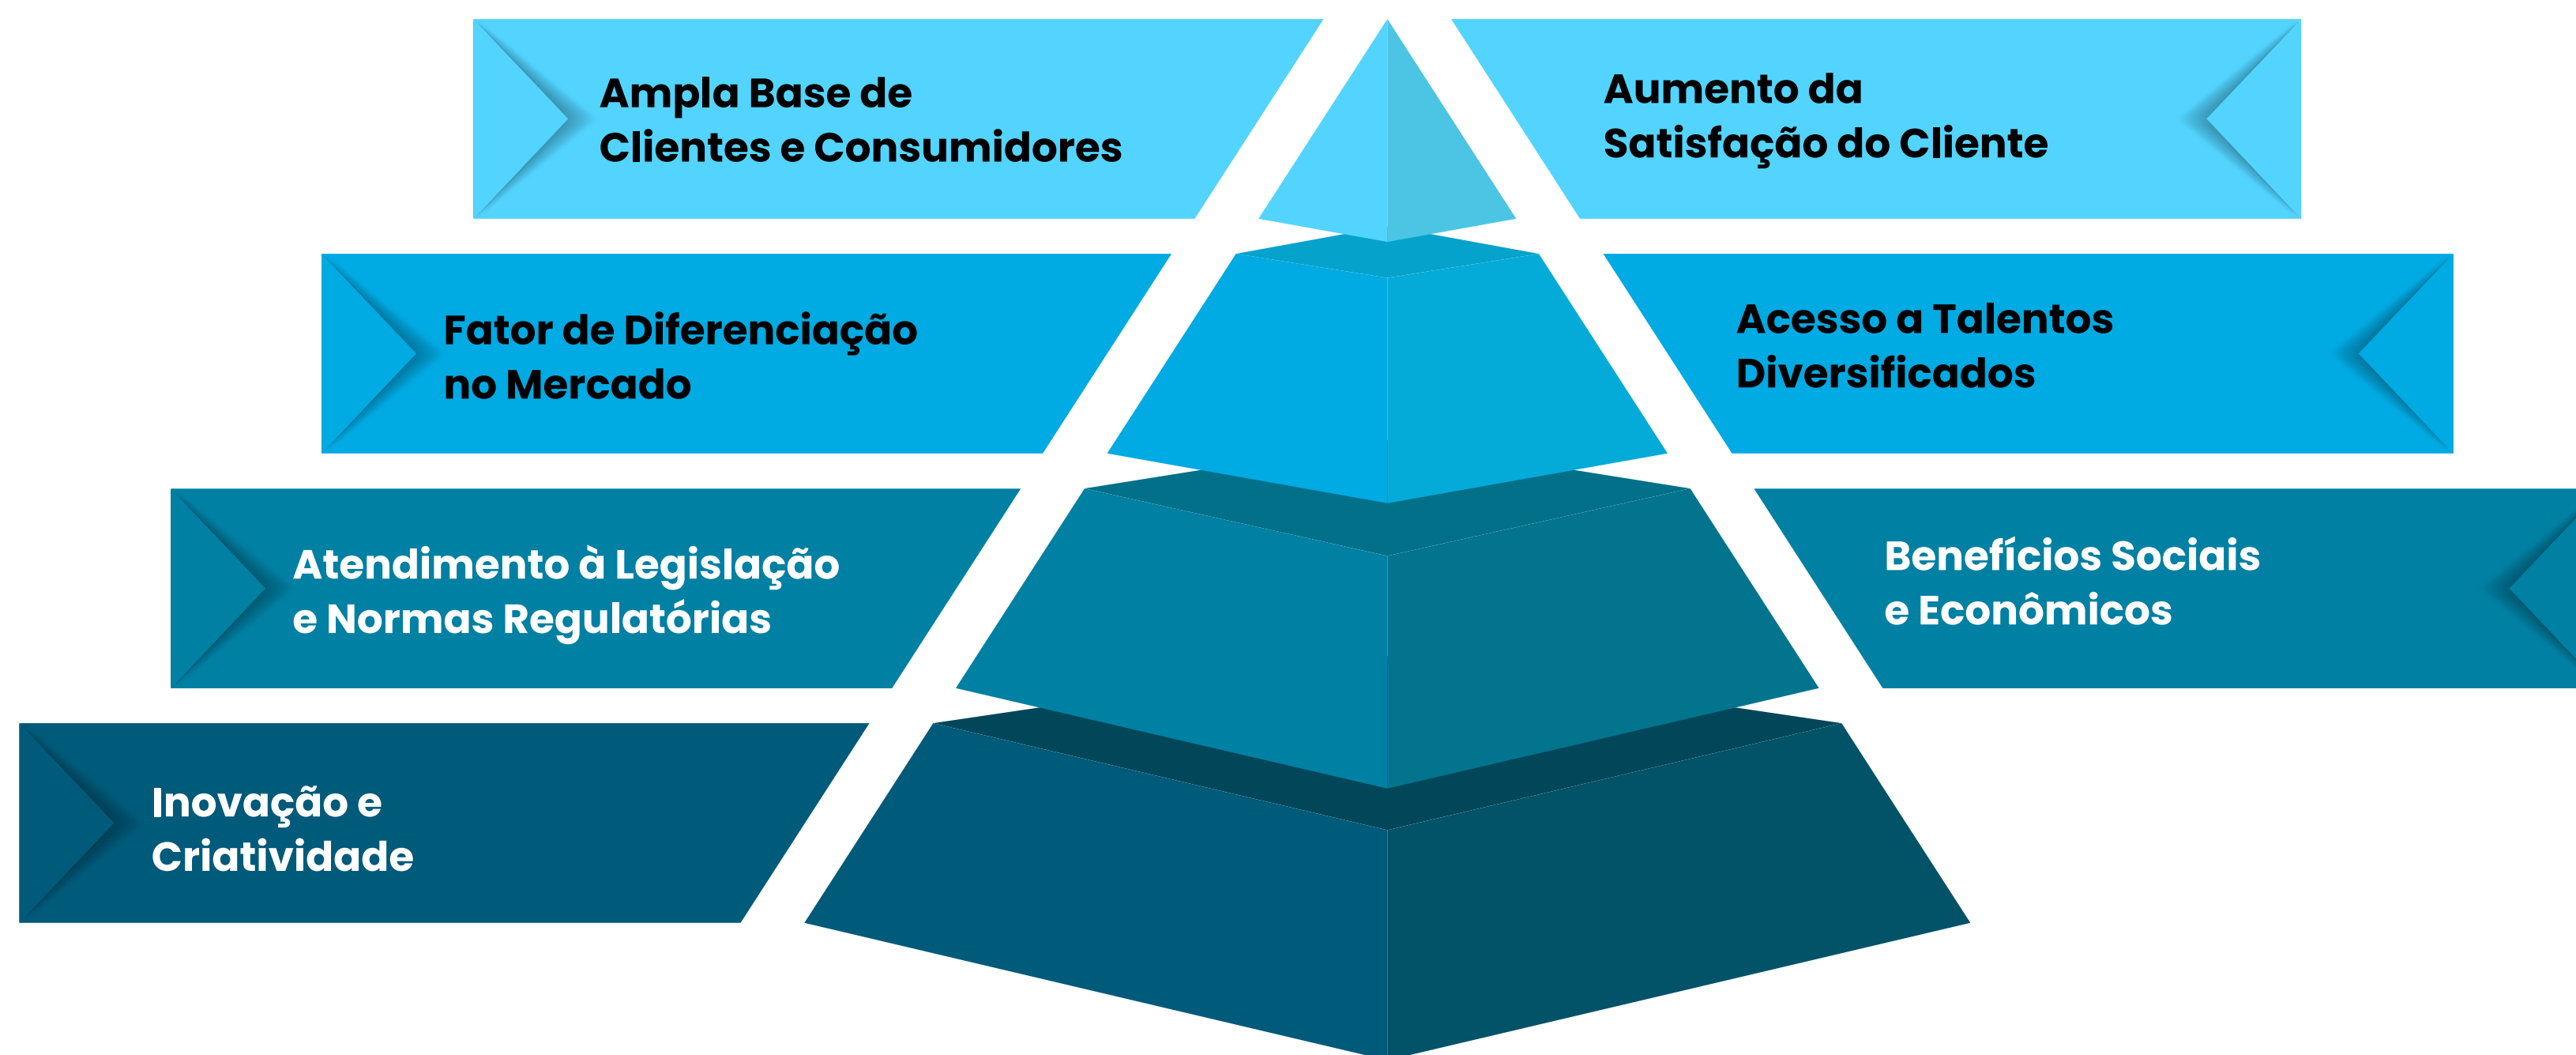 Ampla Base de
Clientes e Consumidores
Aumento da
Satisfação do Cliente
Fator de Diferenciação
no Mercado
Acesso a Talentos
Diversificados
Atendimento à Legislação
e Normas Regulatórias
Benefícios Sociais
e Econômicos
Inovação e
Criatividade